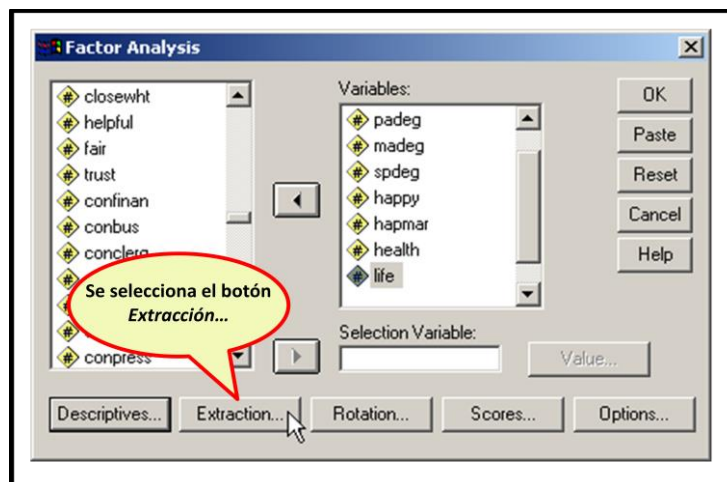 Factor Analysis
closewht
helpful
fair
trust
confinan
conbus
conclerg
conpress
Se selecciona el botón
Extracción...
Variables:
padeg
madeg
spdeg
happy
hapmar
health
life
Selection Variable:
Value...
OK
Paste
Reset
Cancel
Help
Descriptives...
Extraction...
Rotation...
Scores...
Options...